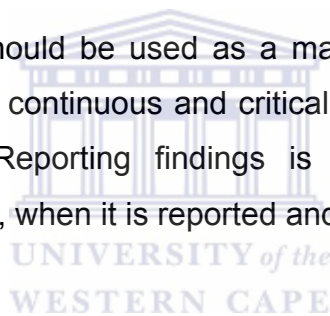 hould be used as a ma
continuous and critical
Reporting findings is
, when it is reported and
UNIVERSITY of the
WESTERN CAPE